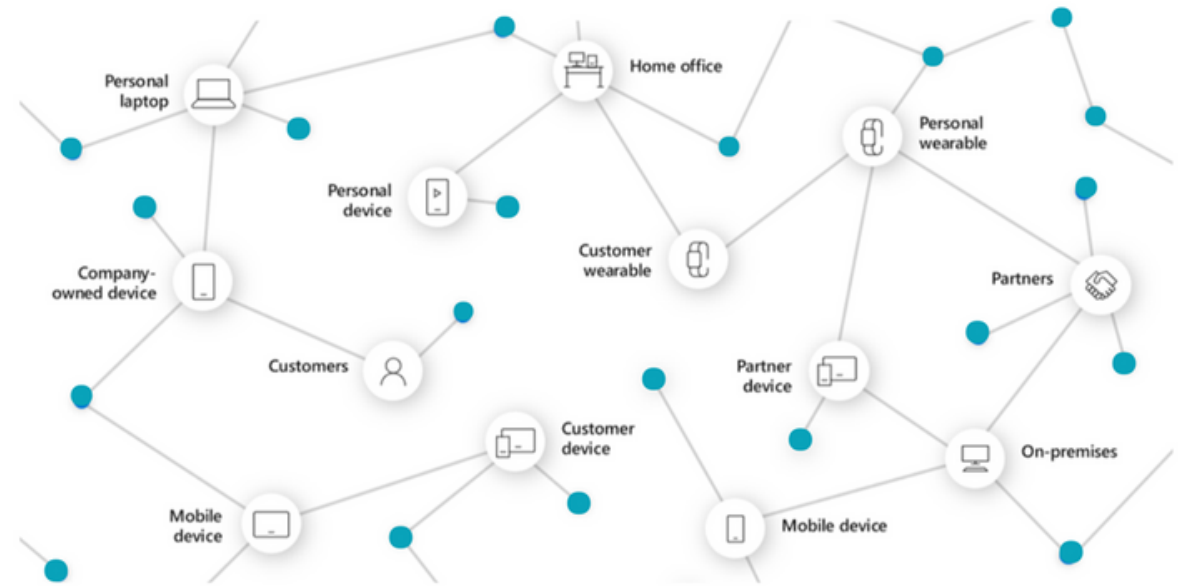 Personal
laptop
Home office
Personal
wearable
Personal
device
Customer
wearable
Company-
owned device
Partners
Customers
Partner
device
Customer
device
On-premises
Mobile
device
Mobile device